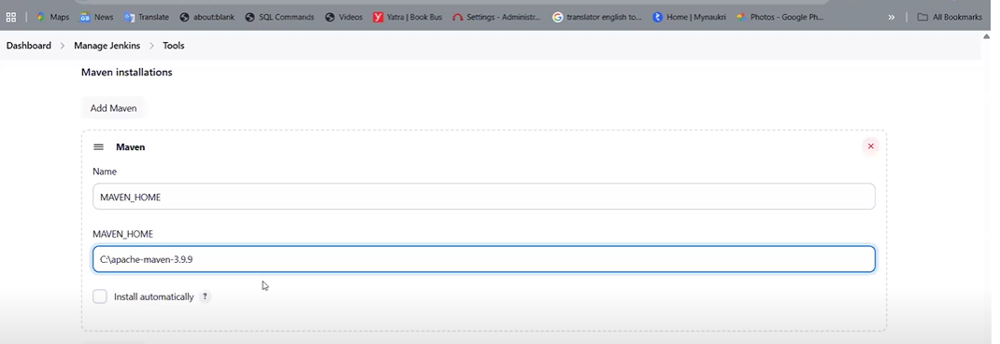 Maps News Translate about:blank SQL Commands Videos Yatra | Book Bus Settings - Administr... translator english to... Home | Mynaukri Photos - Google Ph... » All Bookmarks
Dashboard > Manage Jenkins > Tools
Maven installations
Add Maven
Maven
Name
MAVEN_HOME
MAVEN_HOME
C:\apache-maven-3.9.9
Install automatically ?